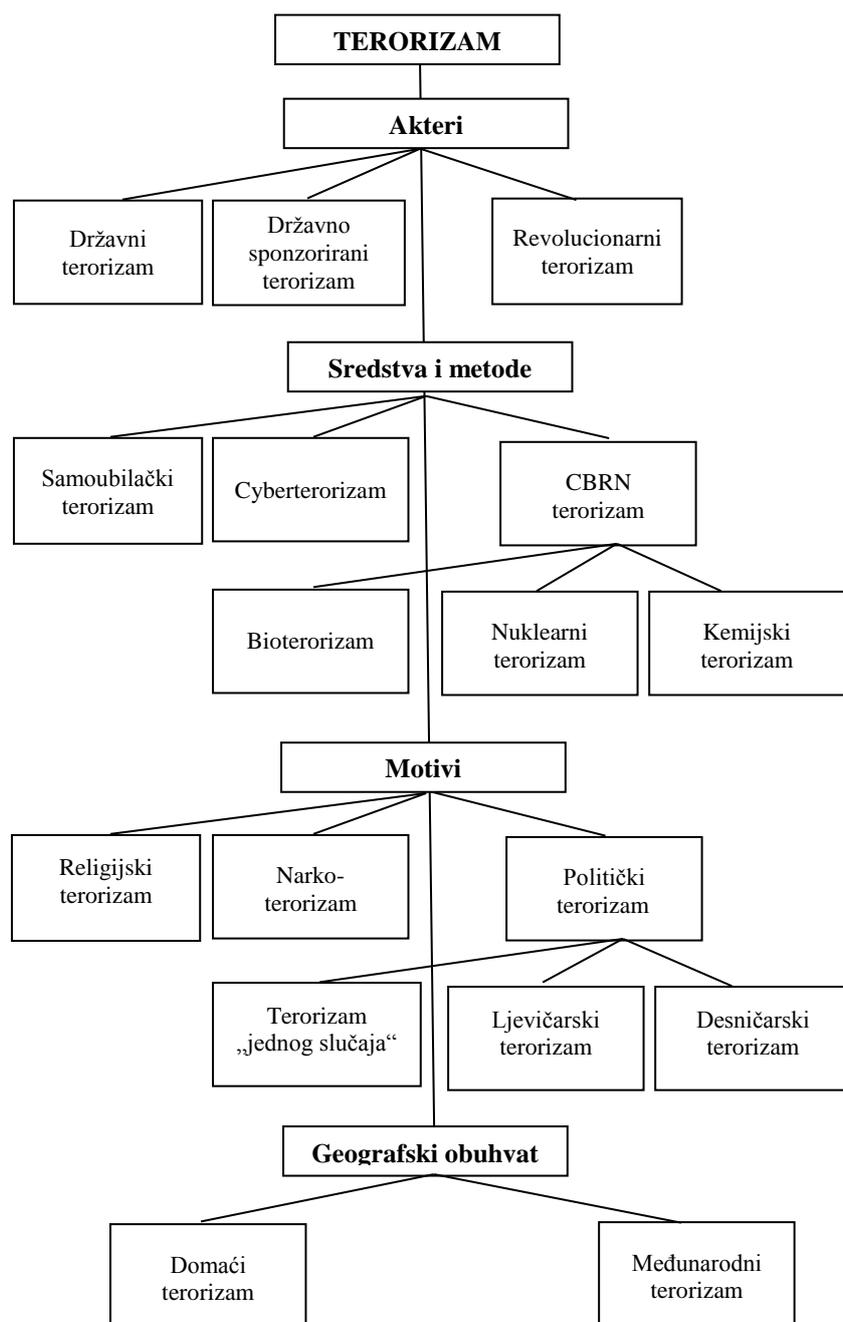 TERORIZAM
Akteri
Državni
terorizam
Državno
sponzorirani
terorizam
Revolucionarni
terorizam
Sredstva i metode
Samoubilački
terorizam
Cyberterorizam
CBRN
terorizam
Bioterorizam
Nuklearni
terorizam
Kemijski
terorizam
Motivi
Religijski
terorizam
Narko-
terorizam
Politički
terorizam
Terorizam
„jednog slučaja“
Ljevičarski
terorizam
Desničarski
terorizam
Geografski obuhvat
Domaći
terorizam
Međunarodni
terorizam